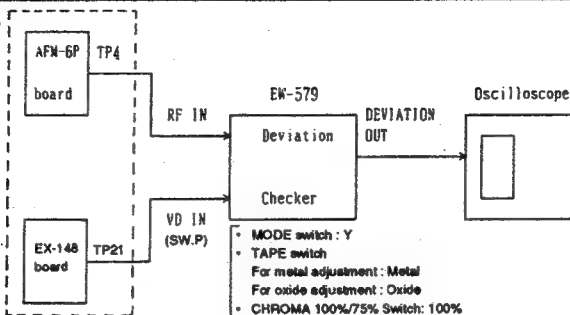 AFM-6P
board
TP4
RF IN
EW-579
Deviation
Checker
DEVIATION
OUT
Oscilloscope
EX-148
board
TP21
VD IN
(SW.P)
• MODE switch : Y
• TAPE switch
For metal adjustment : Metal
For oxide adjustment : Oxide
• CHROMA 100%/75% Switch: 100%